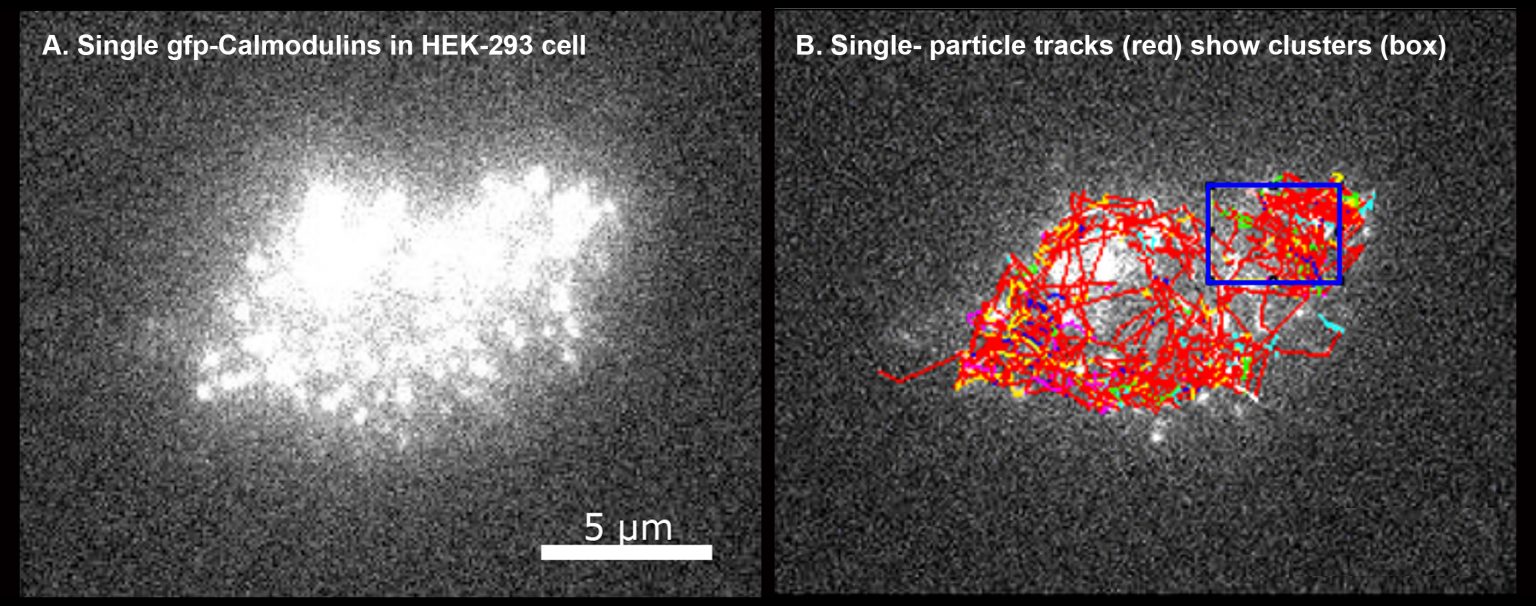 A. Single gfp-Calmodulins in HEK-293 cell
B. Single- particle tracks (red) show clusters (box)
5 µm